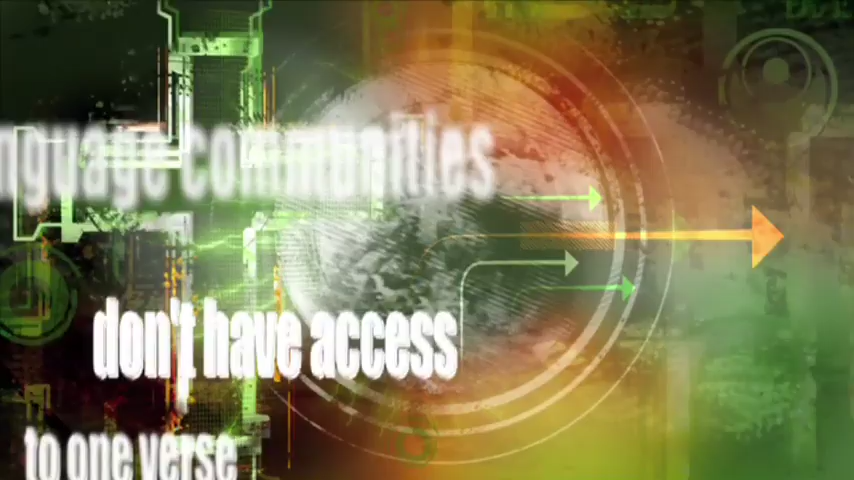 nguage communities
don't have access
to one verse